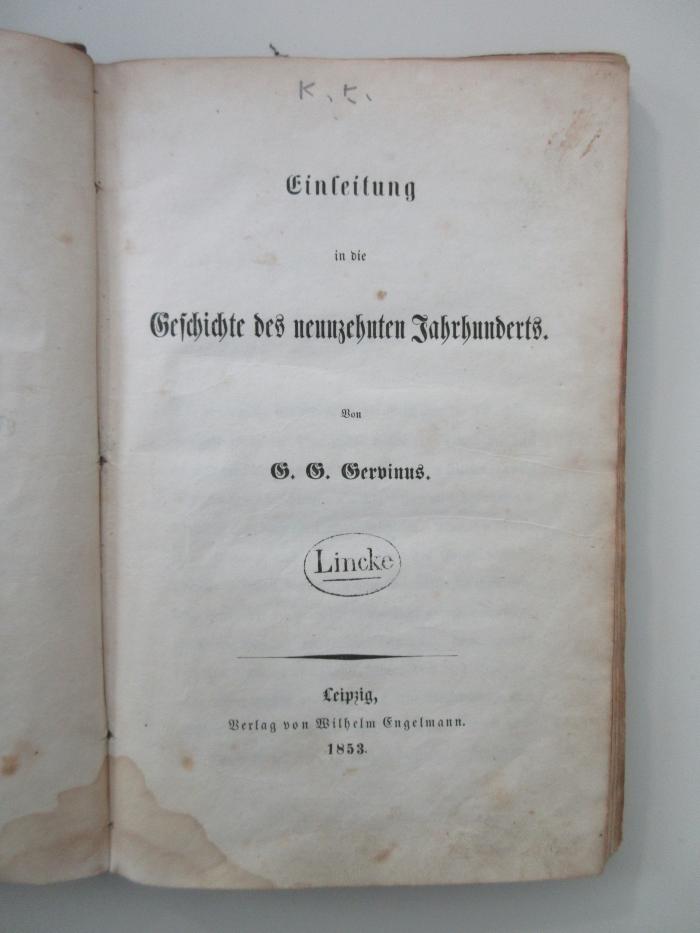 K. K.
Einleitung
in die
Geschichte des neunzehnten Jahrhunderts.
Von
G. G. Gervinus.
Lincke
Leipzig,
Verlag von Wilhelm Engelmann.
1853.